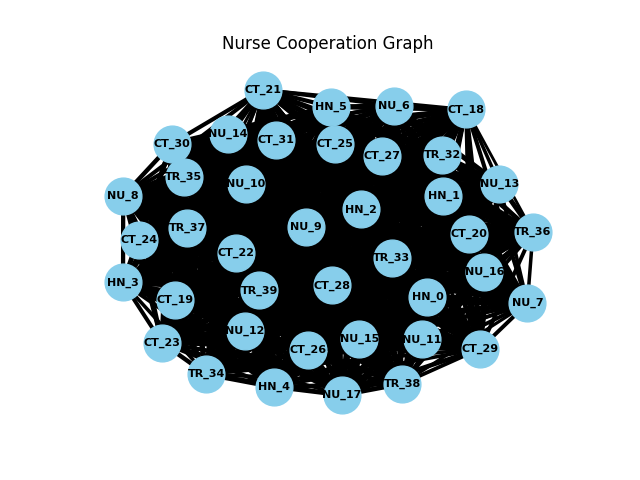 Nurse Cooperation Graph
CT_21
HN_5
NU_6
CT_18
NU_14
CT_31
CT_30
CT_25
CT_27
TR_32
TR_35
NU_10
NU_13
NU_8
HN_1
HN_2
TR_37
NU_9
CT_20
TR_36
CT_24
CT_22
TR_33
NU_16
HN_3
TR_39
CT_28
HN_0
CT_19
NU_7
NU_12
CT_23
NU_15
NU_11
CT_26
CT_29
TR_34
HN_4
TR_38
NU_17